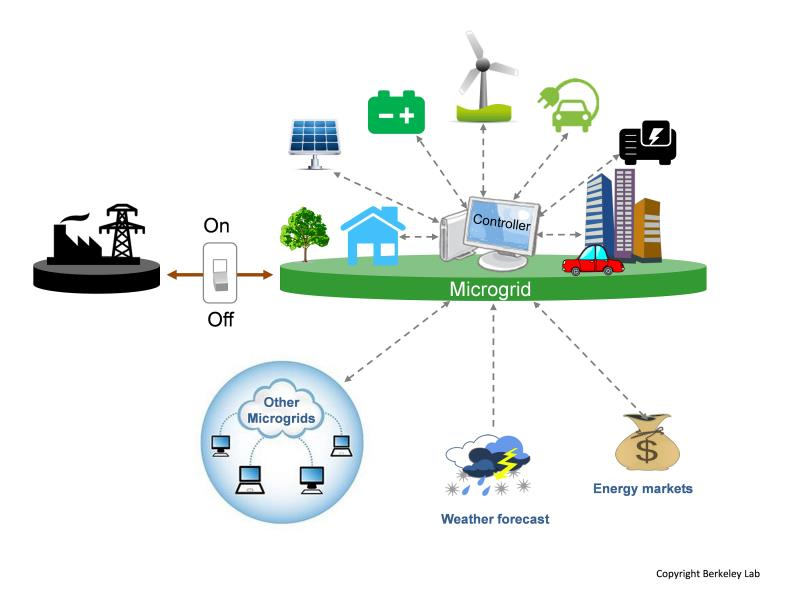 Controller
On
Off
Microgrid
Other
Microgrids
$
Energy markets
Weather forecast
Copyright Berkeley Lab